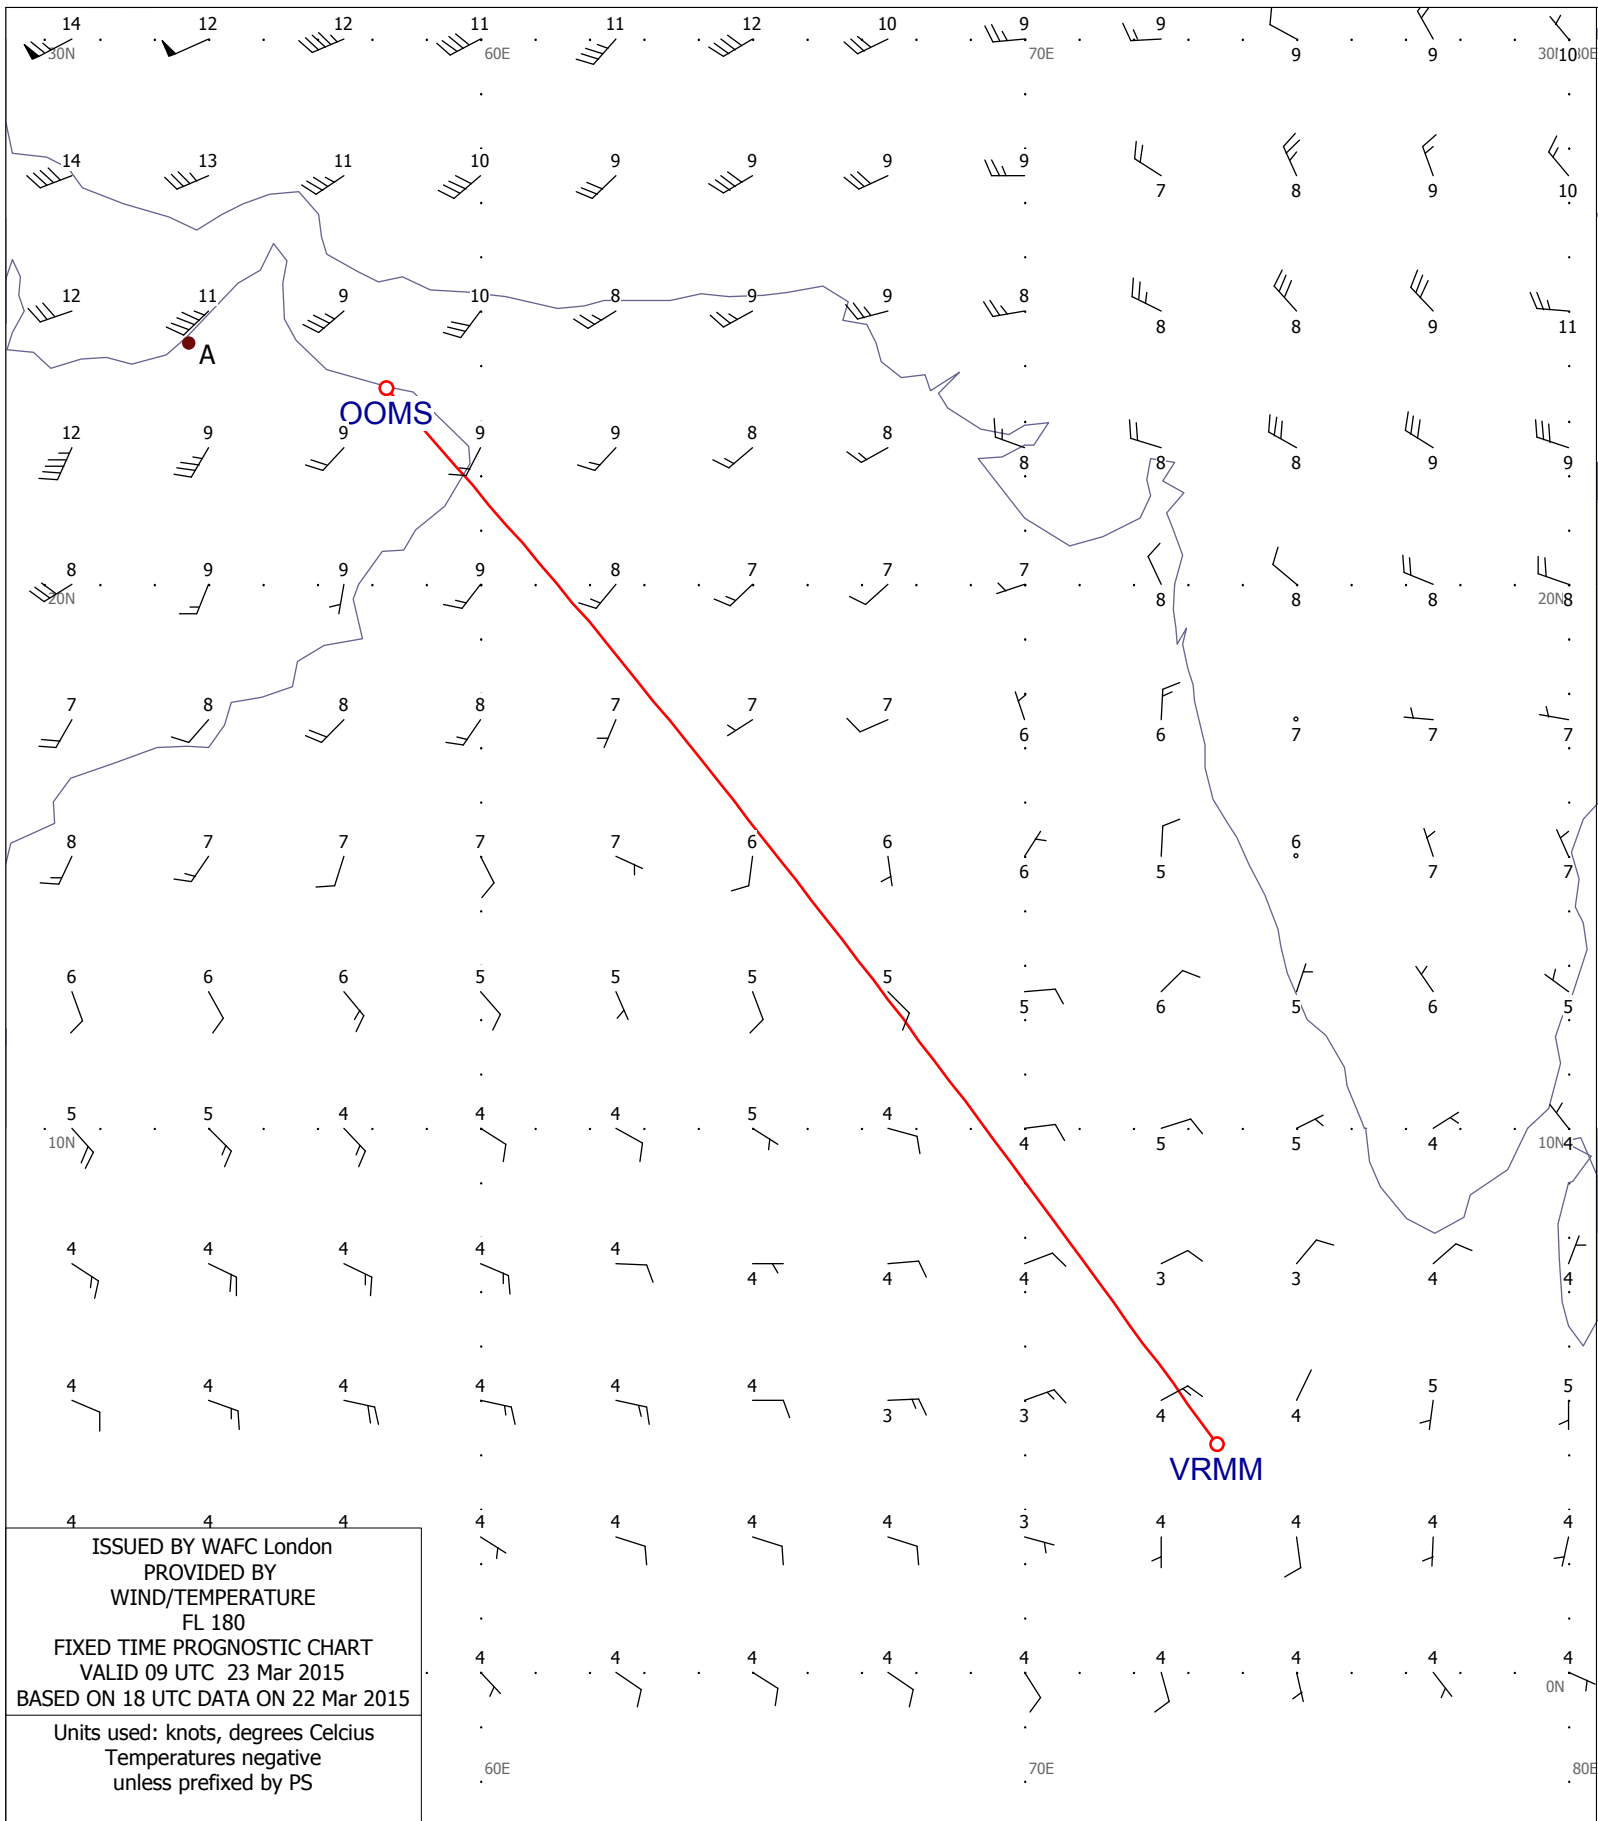 14 12 12 11 11 12 10 9 9
30N 60E 70E 9 9 30N 10 80E
14 13 11 10 9 9 9 9
7 8 9 10
12 11 9 10 8 9 9 8
8 8 9 11
A
OOMS
12 9 9 9 9 8 8
8 8 8 9 9
8 9 9 9 8 7 7 7
20N 8 8 8 20N 8
7 8 8 8 7 7 7
6 6 7 7 7
8 7 7 7 7 6 6 6
6 5 7 7
6 6 6 5 5 5 5
5 6 5 6 5
5 5 4 4 4 5 4
10N 4 5 5 4 10N 4
4 4 4 4 4
4 4 4 3 3 4 4
4 4 4 4 4 4 5 5
3 3 4 4
VRMM
4 4 4 4 4 4 4 3 4 4 4 4
ISSUED BY WAFC London
PROVIDED BY
WIND/TEMPERATURE
FL 180
FIXED TIME PROGNOSTIC CHART
VALID 09 UTC 23 Mar 2015
BASED ON 18 UTC DATA ON 22 Mar 2015
4 4 4 4 4 4 4 4 4
0N
Units used: knots, degrees Celcius
Temperatures negative
unless prefixed by PS
60E 70E 80E